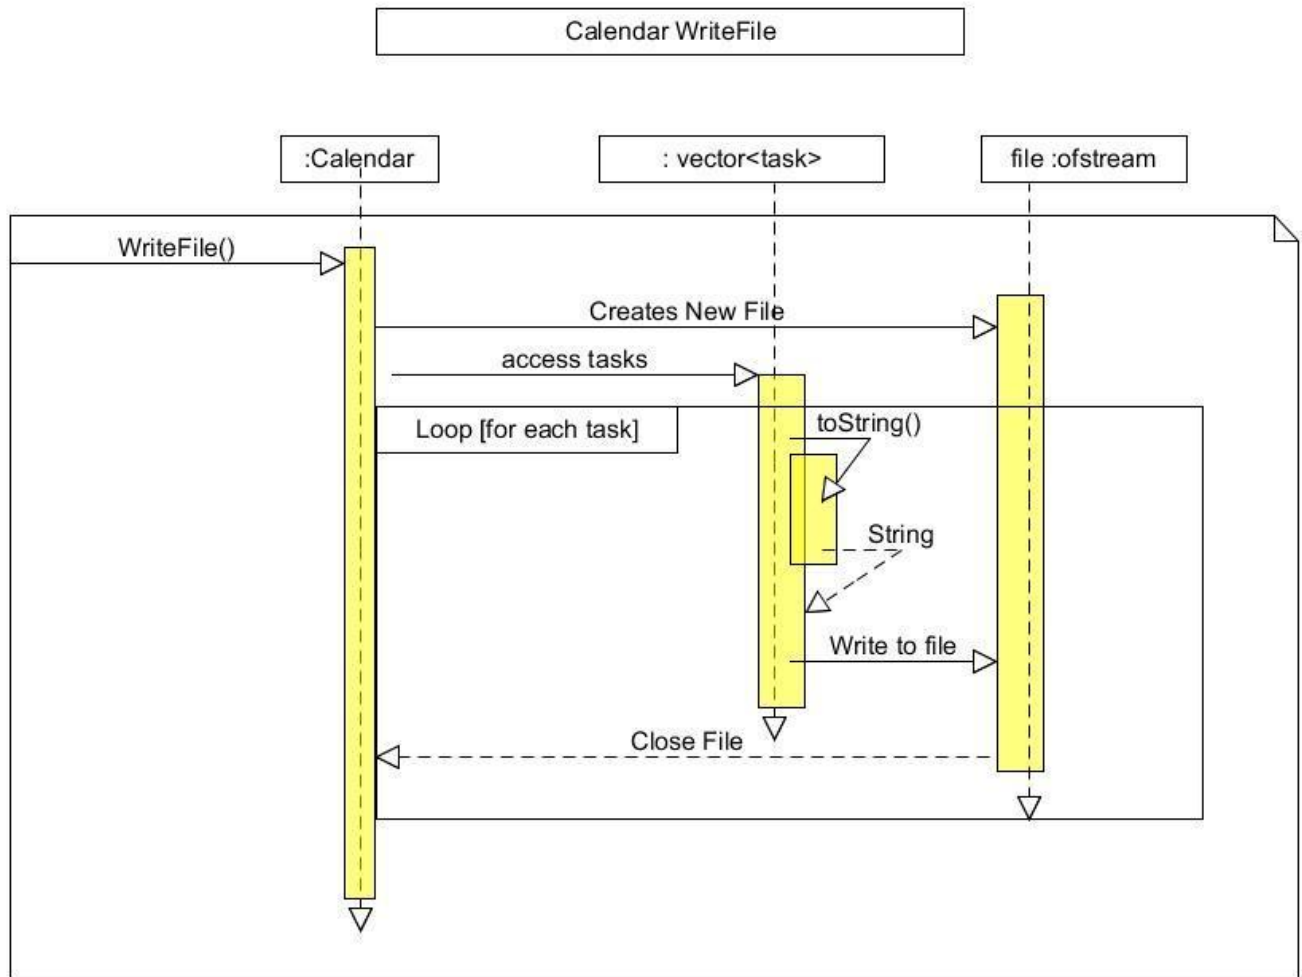 Calendar WriteFile
:Calendar
: vector<task>
file :ofstream
WriteFile()
Creates New File
access tasks
Loop [for each task]
toString()
String
Write to file
Close File